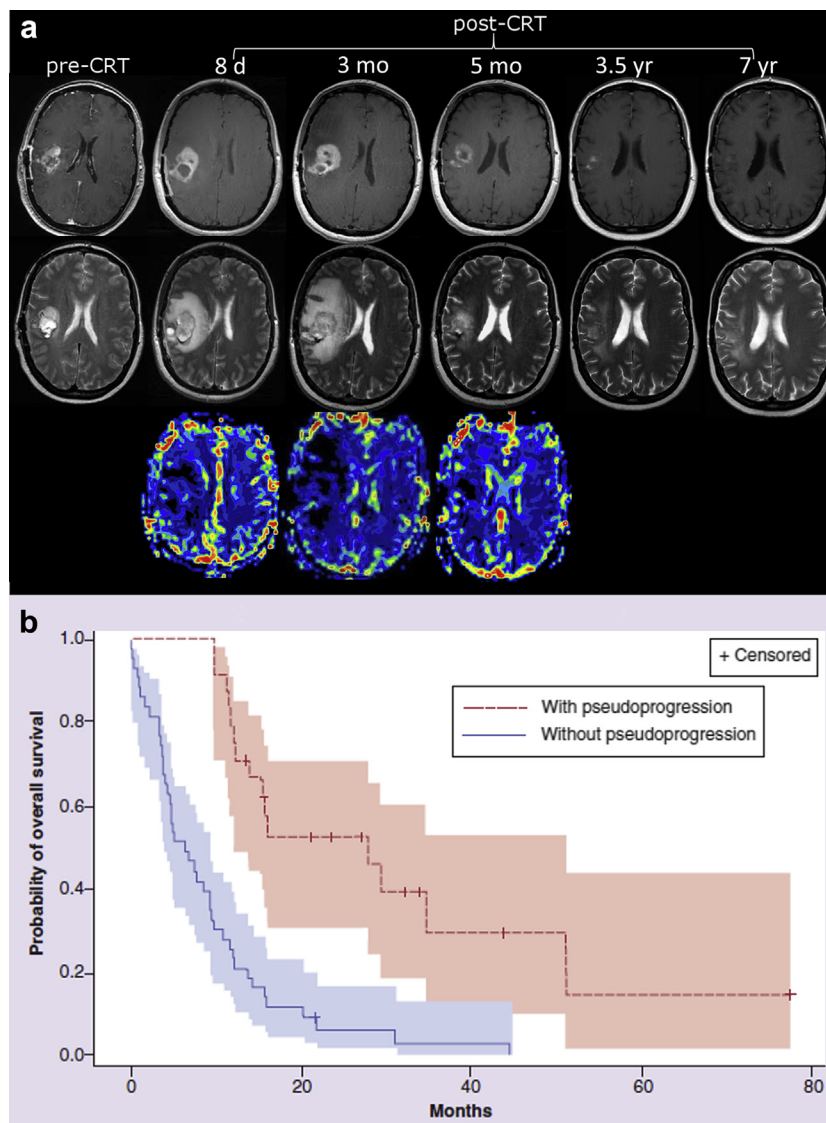 a
post-CRT
pre-CRT 8 d 3 mo 5 mo 3.5 yr 7 yr
b
1.0
0.8
0.6
0.4
0.2
0.0
Probability of overall survival
+ Censored
With pseudoprogression
Without pseudoprogression
0 20 40 60 80
Months